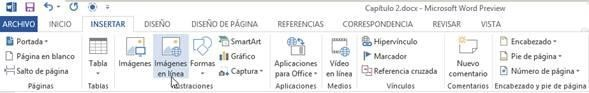 Capítulo 2.docx - Microsoft Word Preview
ARCHIVO INICIO INSERTAR DISEÑO DISEÑO DE PÁGINA REFERENCIAS CORRESPONDENCIA REVISAR VISTA
Portada
Página en blanco
Salto de página
Páginas
Tabla
Tablas
Imágenes
Imágenes
en línea
Formas
SmartArt
Gráfico
Captura
Ilustraciones
Aplicaciones
para Office
Aplicaciones
Vídeo
en línea
Medios
Hipervínculo
Marcador
Referencia cruzada
Vínculos
Nuevo
comentario
Comentarios
Encabezado
Pie de página
Número de página
Encabezado y pie de página